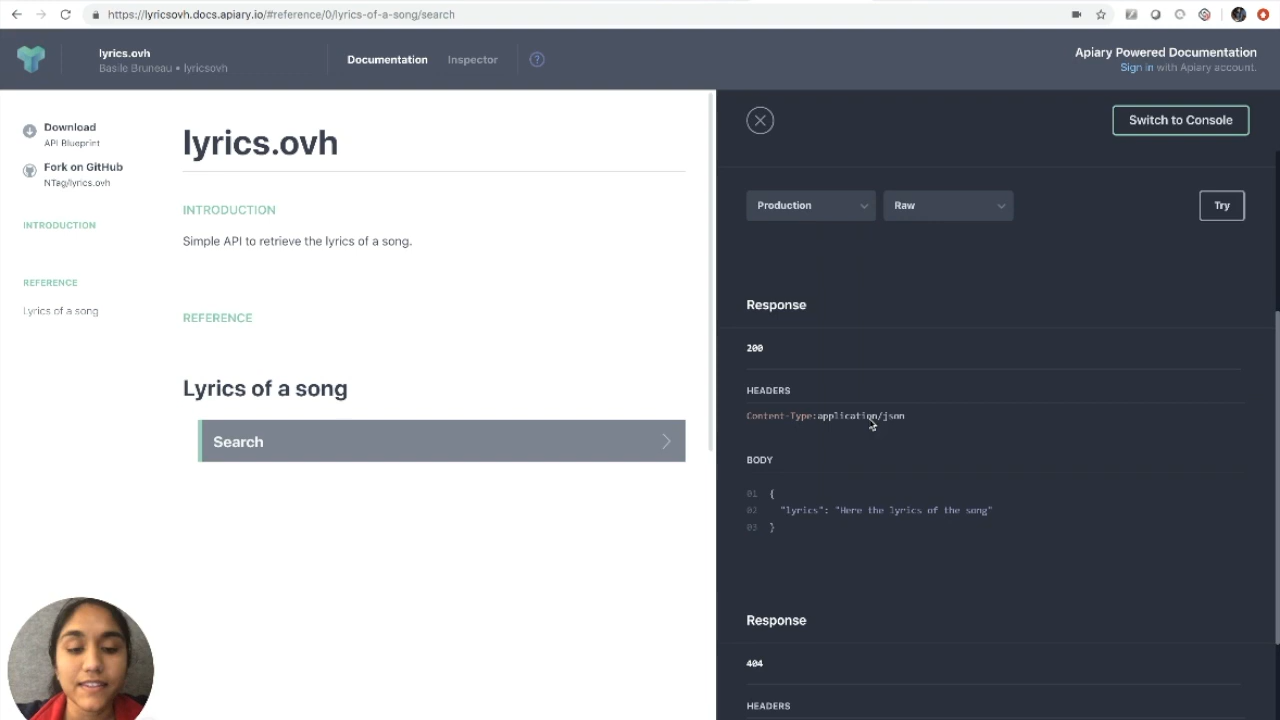 https://lyricsovh.docs.apiary.io/#reference/0/lyrics-of-a-song/search
lyrics.ovh
Basile Bruneau • lyricsovh
Documentation
Inspector
?
Apiary Powered Documentation
Sign in with Apiary account.
Download
API Blueprint
Fork on GitHub
NTag/lyrics.ovh
INTRODUCTION
REFERENCE
Lyrics of a song
lyrics.ovh
INTRODUCTION
Simple API to retrieve the lyrics of a song.
REFERENCE
Lyrics of a song
Search
Switch to Console
Production
Raw
Try
Response
200
HEADERS
Content-Type:application/json
BODY
01 {
02 "lyrics": "Here the lyrics of the song"
03 }
Response
404
HEADERS